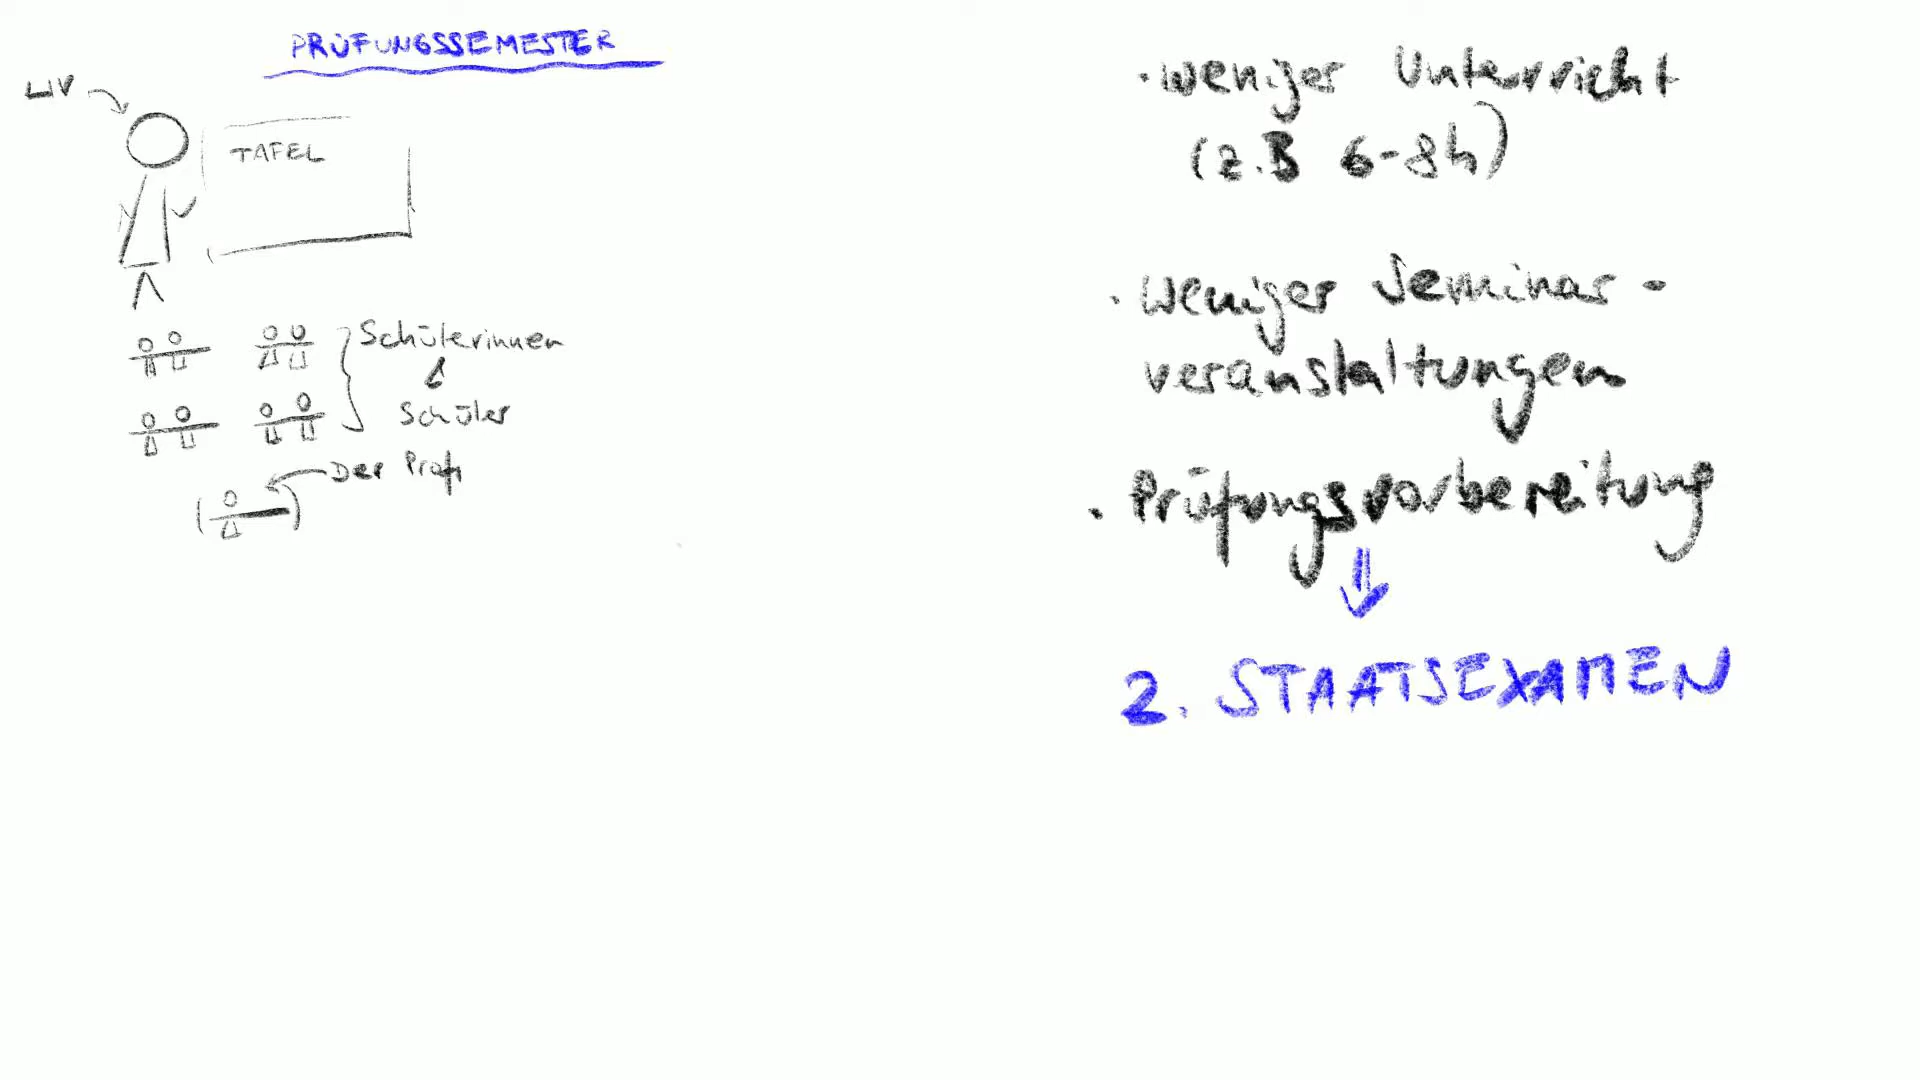 PRÜFUNGSSEMESTER
LIV
TAFEL
Schülerinnen
&
Schüler
Der Profi
· weniger Unterricht
(z.B 6-8h)
· weniger Seminar-
veranstaltungen
· Prüfungsvorbereitung
⇓
2. STAATSEXAMEN